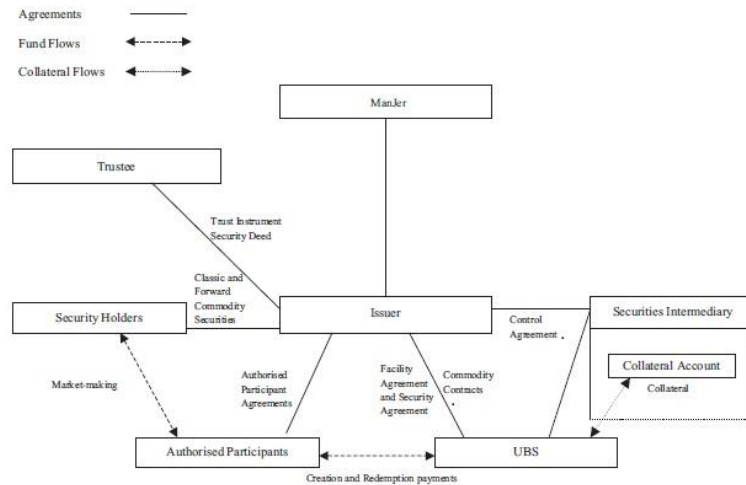 Agreements
Fund Flows
Collateral Flows
ManJer
Trustee
Trust Instrument
Security Deed
Classic and
Forward
Commodity
Securities
Security Holders
Issuer
Control
Agreement
Securities Intermediary
Collateral Account
Collateral
Market-making
Authorised
Participant
Agreements
Facility
Agreement
and Security
Agreement
Commodity
Contracts
Authorised Participants
UBS
Creation and Redemption payments